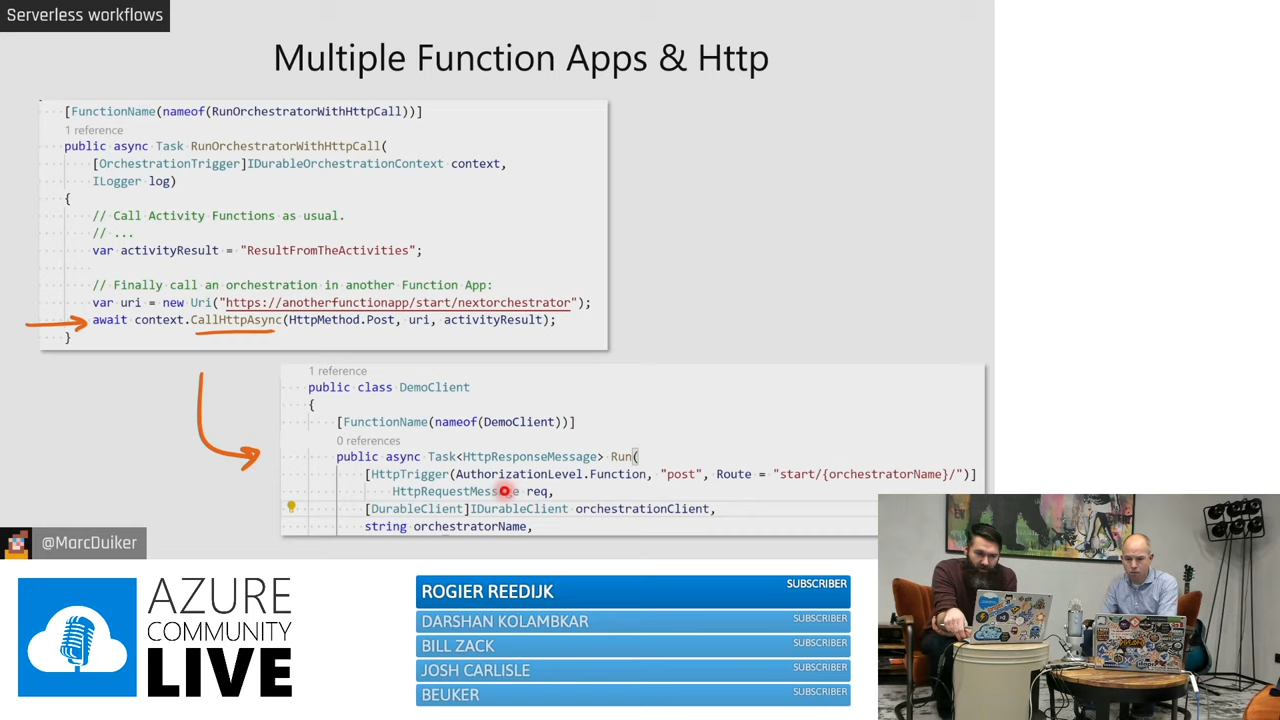 Serverless workflows
Multiple Function Apps & Http
[FunctionName(nameof(RunOrchestratorWithHttpCall))]
1 reference
public async Task RunOrchestratorWithHttpCall(
[OrchestrationTrigger]IDurableOrchestrationContext context,
ILogger log)
{
// Call Activity Functions as usual.
// ...
var activityResult = "ResultFromTheActivities";
// Finally call an orchestration in another Function App:
var uri = new Uri("https://anotherfunctionapp/start/nextorchestrator");
await context.CallHttpAsync(HttpMethod.Post, uri, activityResult);
}
1 reference
public class DemoClient
{
[FunctionName(nameof(DemoClient))]
0 references
public async Task<HttpResponseMessage> Run(
[HttpTrigger(AuthorizationLevel.Function, "post", Route = "start/{orchestratorName}/")]
HttpRequestMessage req,
[DurableClient]IDurableClient orchestrationClient,
string orchestratorName,
@MarcDuiker
AZURE
COMMUNITY
LIVE
ROGIER REEDIJK SUBSCRIBER
DARSHAN KOLAMBKAR SUBSCRIBER
BILL ZACK SUBSCRIBER
JOSH CARLISLE SUBSCRIBER
BEUKER SUBSCRIBER